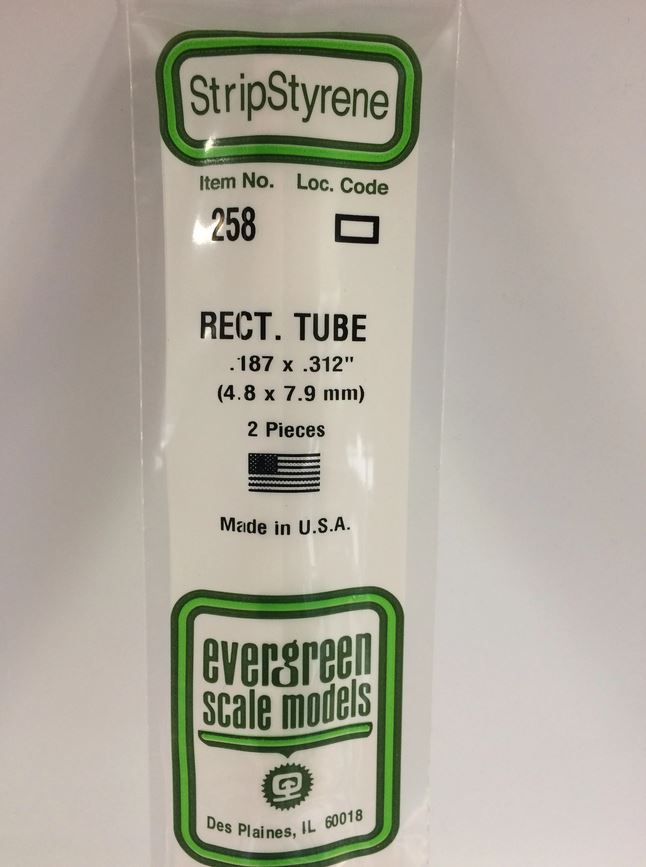 StripStyrene
Item No. Loc. Code
258
RECT. TUBE
.187 x .312"
(4.8 x 7.9 mm)
2 Pieces
Made in U.S.A.
evergreen
scale models
Des Plaines, IL 60018